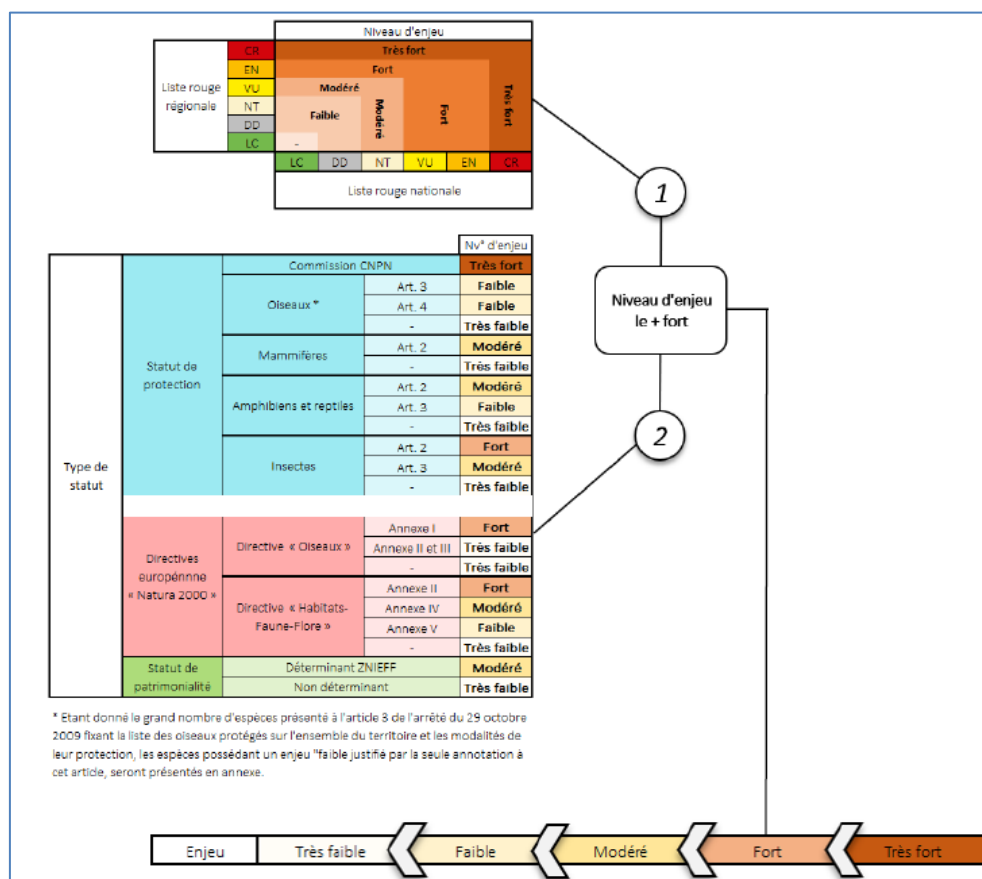 Niveau d'enjeu
CR
Très fort
EN
Fort
Liste rouge
régionale
VU
Modéré
NT
Faible
Modéré
Fort
Très fort
DD
LC
-
LC DD NT VU EN CR
Liste rouge nationale
1
Niveau d'enjeu
le + fort
2
Nv° d'enjeu
Type de
statut
Statut de
protection
Commission CNPN Très fort
Oiseaux *
Art. 3 Faible
Art. 4 Faible
- Très faible
Mammifères
Art. 2 Modéré
- Très faible
Amphibiens et reptiles
Art. 2 Modéré
Art. 3 Faible
- Très faible
Insectes
Art. 2 Fort
Art. 3 Modéré
- Très faible
Directives
europénnne
« Natura 2000 »
Directive « Oiseaux »
Annexe I Fort
Annexe II et III Très faible
- Très faible
Directive « Habitats-
Faune-Flore »
Annexe II Fort
Annexe IV Modéré
Annexe V Faible
- Très faible
Statut de
patrimonialité
Déterminant ZNIEFF Modéré
Non déterminant Très faible
* Etant donné le grand nombre d'espèces présenté à l'article 3 de l'arrêté du 29 octobre
2009 fixant la liste des oiseaux protégés sur l'ensemble du territoire et les modalités de
leur protection, les espèces possédant un enjeu "faible justifié par la seule annotation à
cet article, seront présentés en annexe.
Enjeu Très faible Faible Modéré Fort Très fort